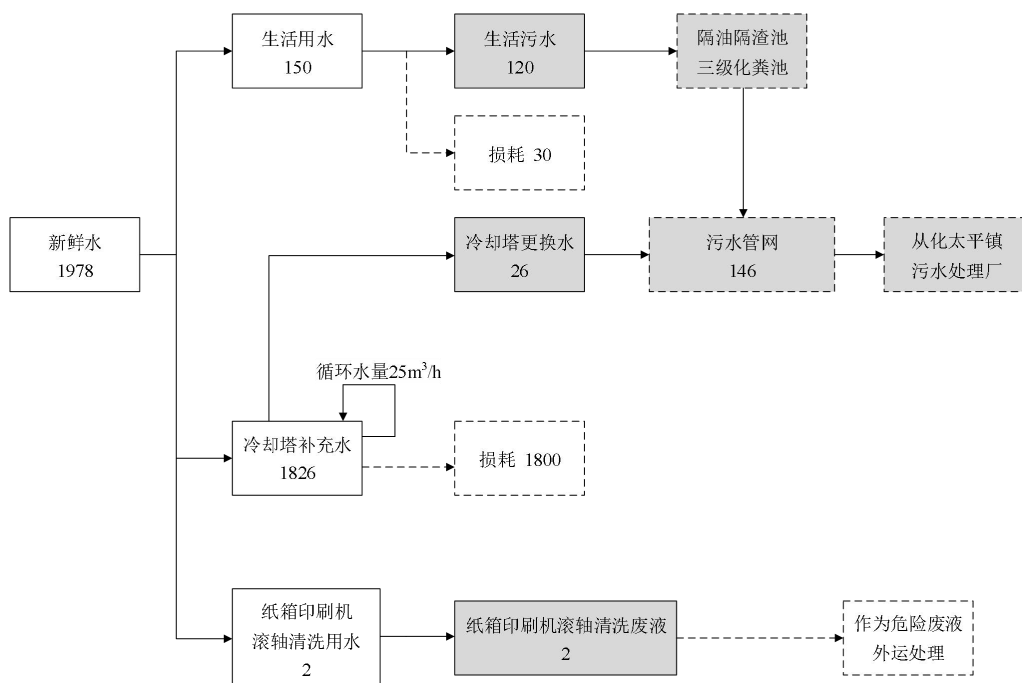 生活用水
150
生活污水
120
隔油隔渣池
三级化粪池
损耗 30
新鲜水
1978
冷却塔更换水
26
污水管网
146
从化太平镇
污水处理厂
循环水量25m³/h
冷却塔补充水
1826
损耗 1800
纸箱印刷机
滚轴清洗用水
2
纸箱印刷机滚轴清洗废液
2
作为危险废液
外运处理